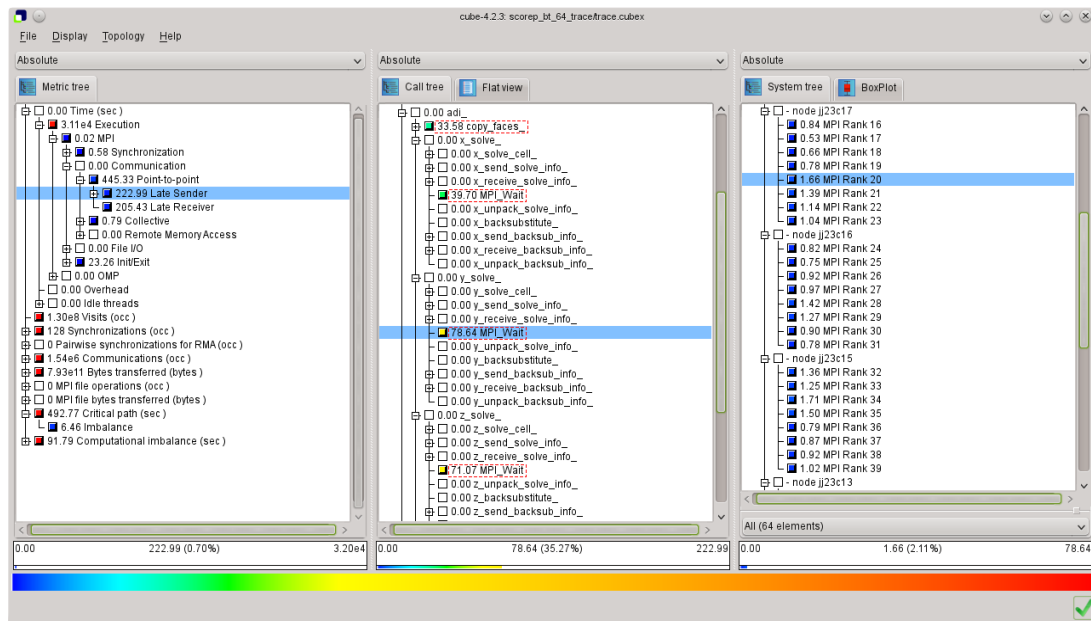 cube-4.2.3: scorep_bt_64_trace/trace.cubex
File Display Topology Help
Absolute
Metric tree
0.00 Time (sec)
3.11e4 Execution
0.02 MPI
0.58 Synchronization
0.00 Communication
445.33 Point-to-point
222.99 Late Sender
205.43 Late Receiver
0.79 Collective
0.00 Remote Memory Access
0.00 File I/O
23.26 Init/Exit
0.00 OMP
0.00 Overhead
0.00 Idle threads
1.30e8 Visits (occ)
128 Synchronizations (occ)
0 Pairwise synchronizations for RMA (occ)
1.54e6 Communications (occ)
7.93e11 Bytes transferred (bytes)
0 MPI file operations (occ)
0 MPI file bytes transferred (bytes)
492.77 Critical path (sec)
6.46 Imbalance
91.79 Computational imbalance (sec)
0.00 222.99 (0.70%) 3.20e4
Absolute
Call tree Flat view
0.00 adi_
33.58 copy_faces_
0.00 x_solve_
0.00 x_solve_cell_
0.00 x_send_solve_info_
0.00 x_receive_solve_info_
39.70 MPI_Wait
0.00 x_unpack_solve_info_
0.00 x_backsubstitute_
0.00 x_send_backsub_info_
0.00 x_receive_backsub_info_
0.00 x_unpack_backsub_info_
0.00 y_solve_
0.00 y_solve_cell_
0.00 y_send_solve_info_
0.00 y_receive_solve_info_
78.64 MPI_Wait
0.00 y_unpack_solve_info_
0.00 y_backsubstitute_
0.00 y_send_backsub_info_
0.00 y_receive_backsub_info_
0.00 y_unpack_backsub_info_
0.00 z_solve_
0.00 z_solve_cell_
0.00 z_send_solve_info_
0.00 z_receive_solve_info_
71.07 MPI_Wait
0.00 z_unpack_solve_info_
0.00 z_backsubstitute_
0.00 z_send_backsub_info_
0.00 78.64 (35.27%) 222.99
Absolute
System tree BoxPlot
- node jj23c17
0.84 MPI Rank 16
0.53 MPI Rank 17
0.66 MPI Rank 18
0.78 MPI Rank 19
1.66 MPI Rank 20
1.39 MPI Rank 21
1.14 MPI Rank 22
1.04 MPI Rank 23
- node jj23c16
0.82 MPI Rank 24
0.75 MPI Rank 25
0.92 MPI Rank 26
0.97 MPI Rank 27
1.42 MPI Rank 28
1.27 MPI Rank 29
0.90 MPI Rank 30
0.78 MPI Rank 31
- node jj23c15
1.36 MPI Rank 32
1.25 MPI Rank 33
1.71 MPI Rank 34
1.50 MPI Rank 35
0.79 MPI Rank 36
0.87 MPI Rank 37
0.92 MPI Rank 38
1.02 MPI Rank 39
- node jj23c13
All (64 elements)
0.00 1.66 (2.11%) 78.64